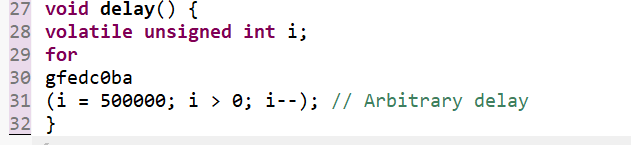 27 void delay() {
28 volatile unsigned int i;
29 for
30 gfedc0ba
31 (i = 500000; i > 0; i--); // Arbitrary delay
32 }